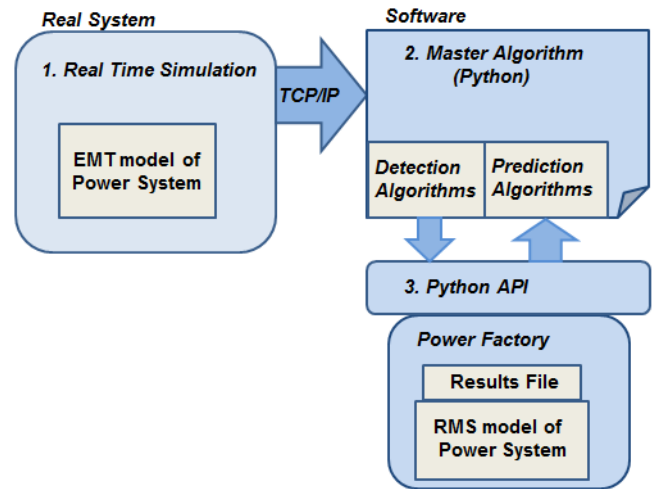 Real System
1. Real Time Simulation
EMT model of
Power System
TCP/IP
Software
2. Master Algorithm
(Python)
Detection
Algorithms
Prediction
Algorithms
3. Python API
Power Factory
Results File
RMS model of
Power System